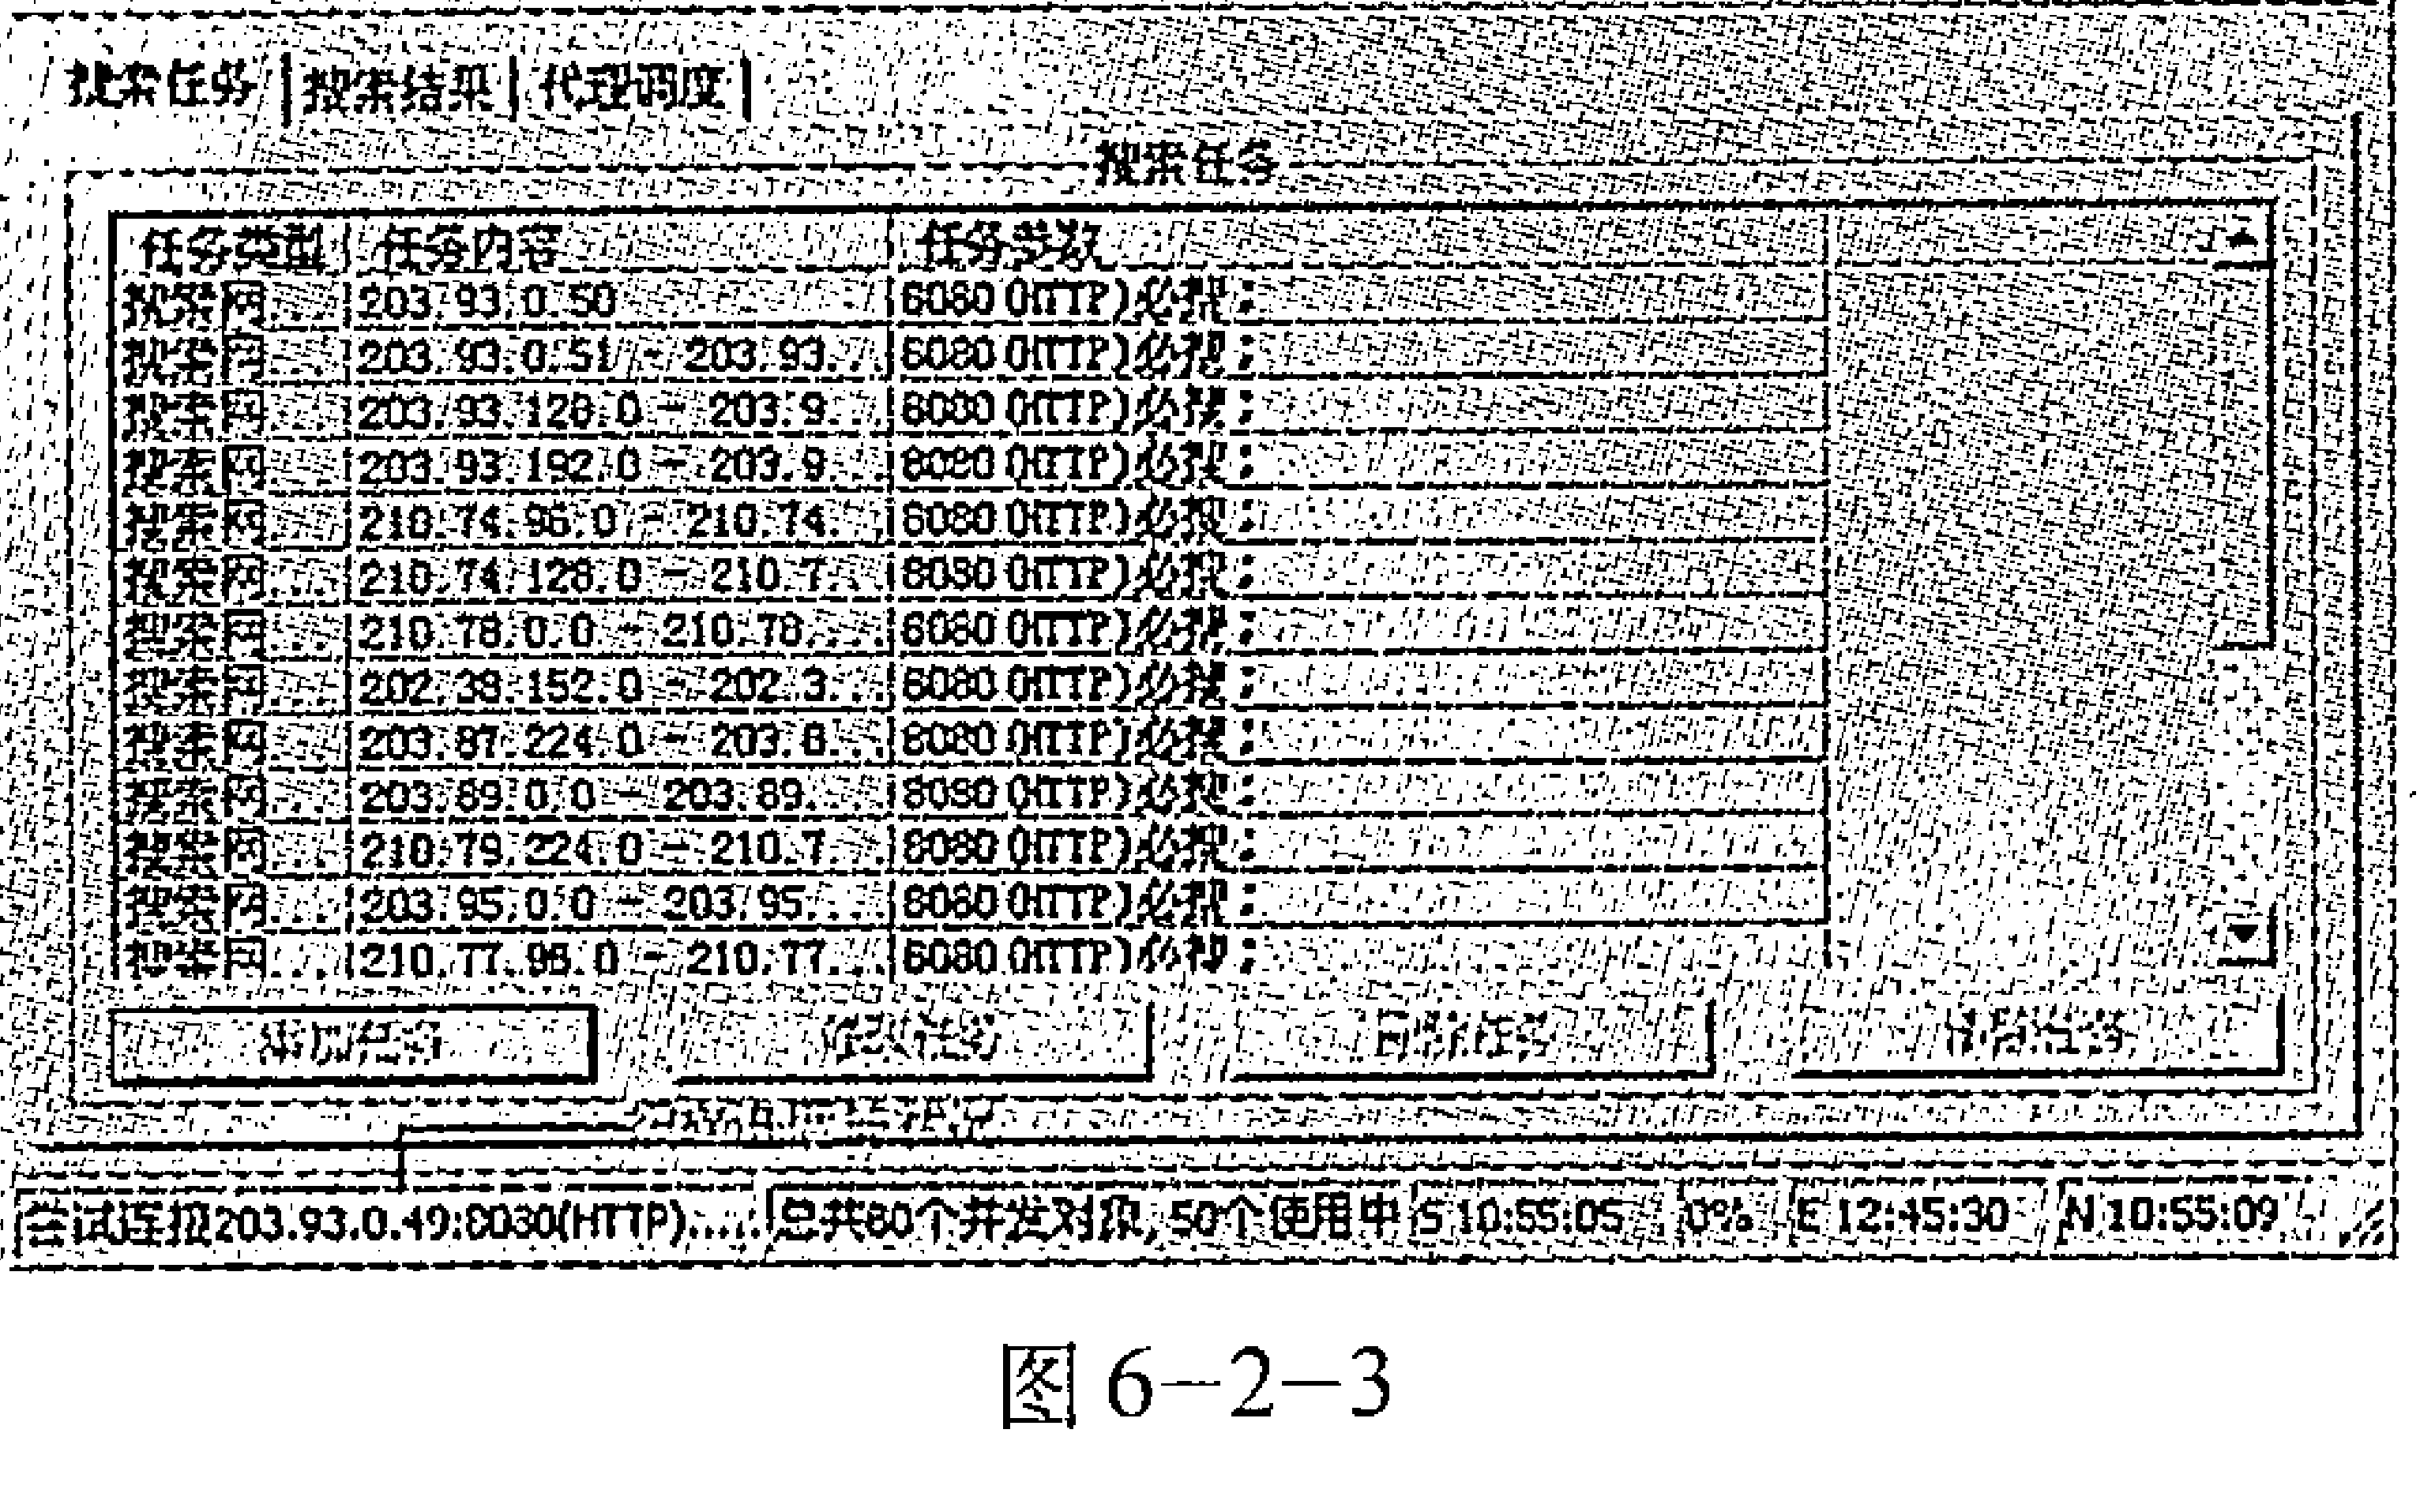 搜索任务 搜索结果 代理调度
搜索任务
任务类型 任务内容 任务参数
搜索网... 203.93.0.50 8080(HTTP)必搜;
搜索网... 203.93.0.51 - 203.93... 8080(HTTP)必搜;
搜索网... 203.93.128.0 - 203.9... 8080(HTTP)必搜;
搜索网... 203.93.192.0 - 203.9... 8080(HTTP)必搜;
搜索网... 210.74.96.0 - 210.74... 8080(HTTP)必搜;
搜索网... 210.74.128.0 - 210.7... 8080(HTTP)必搜;
搜索网... 210.78.0.0 - 210.78... 8080(HTTP)必搜;
搜索网... 202.38.152.0 - 202.3... 8080(HTTP)必搜;
搜索网... 203.87.224.0 - 203.8... 8080(HTTP)必搜;
搜索网... 203.89.0.0 - 203.89... 8080(HTTP)必搜;
搜索网... 210.79.224.0 - 210.7... 8080(HTTP)必搜;
搜索网... 203.95.0.0 - 203.95... 8080(HTTP)必搜;
搜索网... 210.77.96.0 - 210.77... 8080(HTTP)必搜;
添加任务 修改任务 删除任务 任务
尝试连接203.93.0.49:8080(HTTP)..... 总共80个并发对象, 50个使用中 S 10:55:05 0% E 12:45:30 N 10:55:09
图 6-2-3